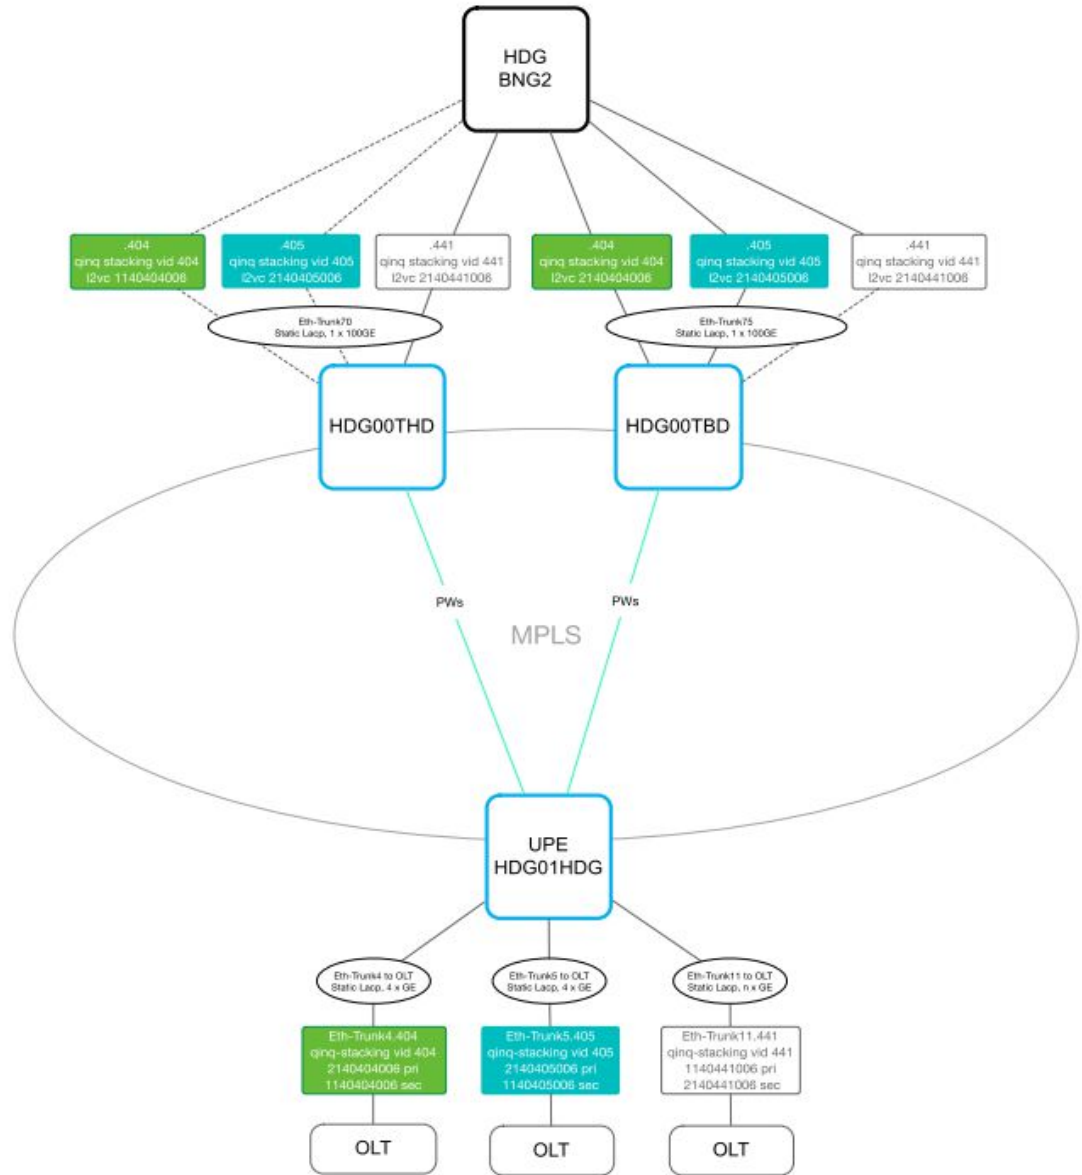 HDG
BNG2
.404
qinq stacking vid 404
l2vc 1140404006
.405
qinq stacking vid 405
l2vc 2140405006
.441
qinq stacking vid 441
l2vc 2140441006
.404
qinq stacking vid 404
l2vc 2140404006
.405
qinq stacking vid 405
l2vc 2140405006
.441
qinq stacking vid 441
l2vc 2140441006
Eth-Trunk70
Static Lacp, 1 x 100GE
Eth-Trunk75
Static Lacp, 1 x 100GE
HDG00THD
HDG00TBD
PWs
PWs
MPLS
UPE
HDG01HDG
Eth-Trunk4 to OLT
Static Lacp, 4 x GE
Eth-Trunk5 to OLT
Static Lacp, 4 x GE
Eth-Trunk11 to OLT
Static Lacp, n x GE
Eth-Trunk4.404
qinq-stacking vid 404
2140404006 pri
1140404006 sec
Eth-Trunk5.405
qinq-stacking vid 405
2140405006 pri
1140405006 sec
Eth-Trunk11.441
qinq-stacking vid 441
1140441006 pri
2140441006 sec
OLT
OLT
OLT